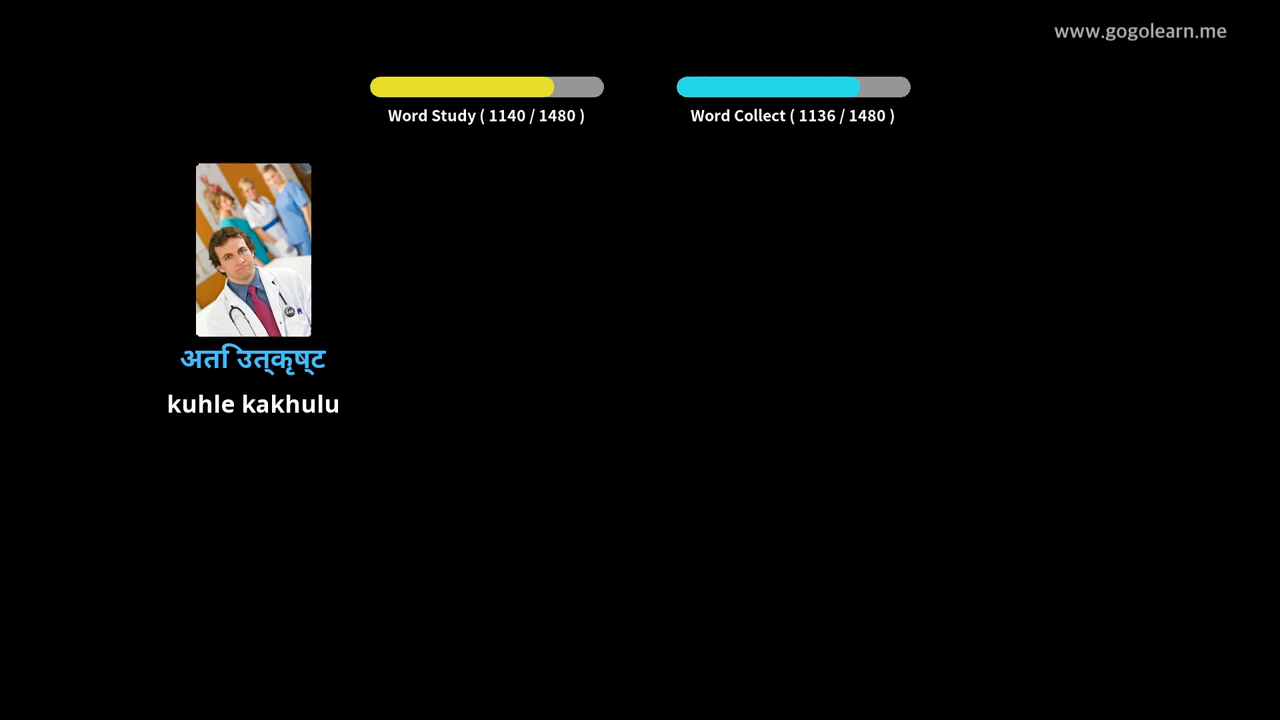 www.gogolearn.me
Word Study ( 1140 / 1480 )
Word Collect ( 1136 / 1480 )
अति उत्कृष्ट
kuhle kakhulu